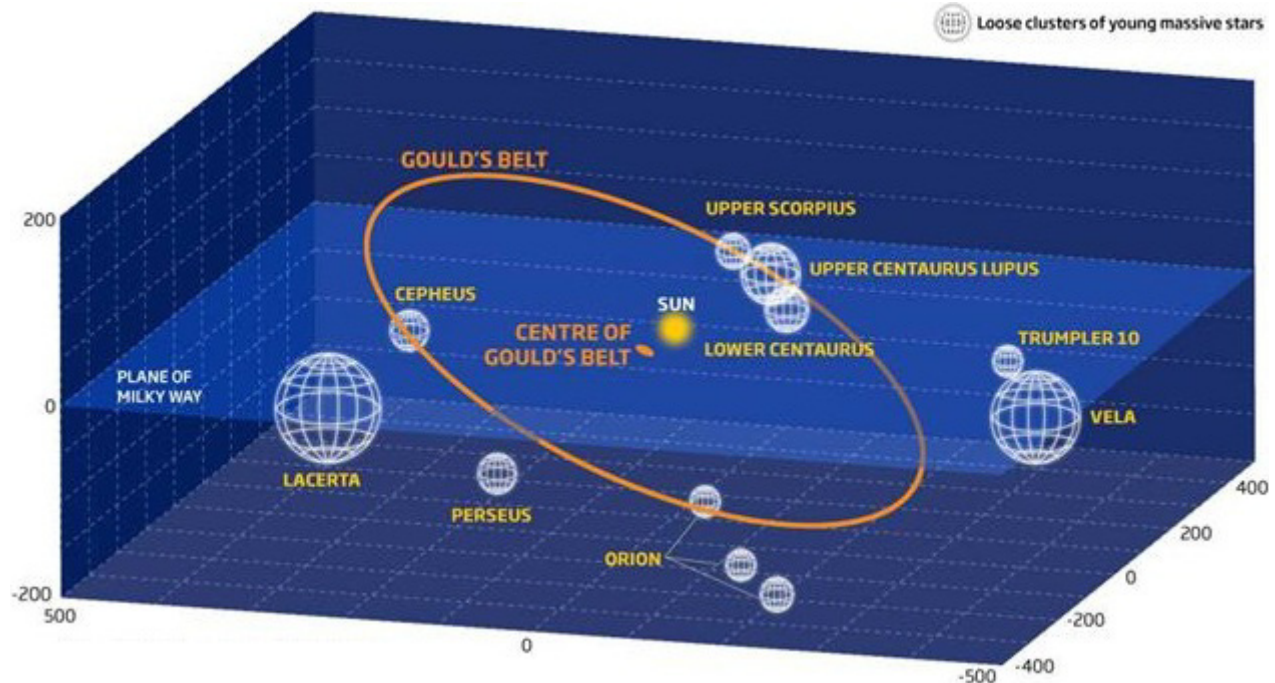 Loose clusters of young massive stars
GOULD'S BELT
UPPER SCORPIUS
UPPER CENTAURUS LUPUS
CEPHEUS
SUN
CENTRE OF
GOULD'S BELT
LOWER CENTAURUS
TRUMPLER 10
PLANE OF
MILKY WAY
VELA
LACERTA
PERSEUS
ORION
200
0
-200
500
0
-500
-400
-200
0
200
400